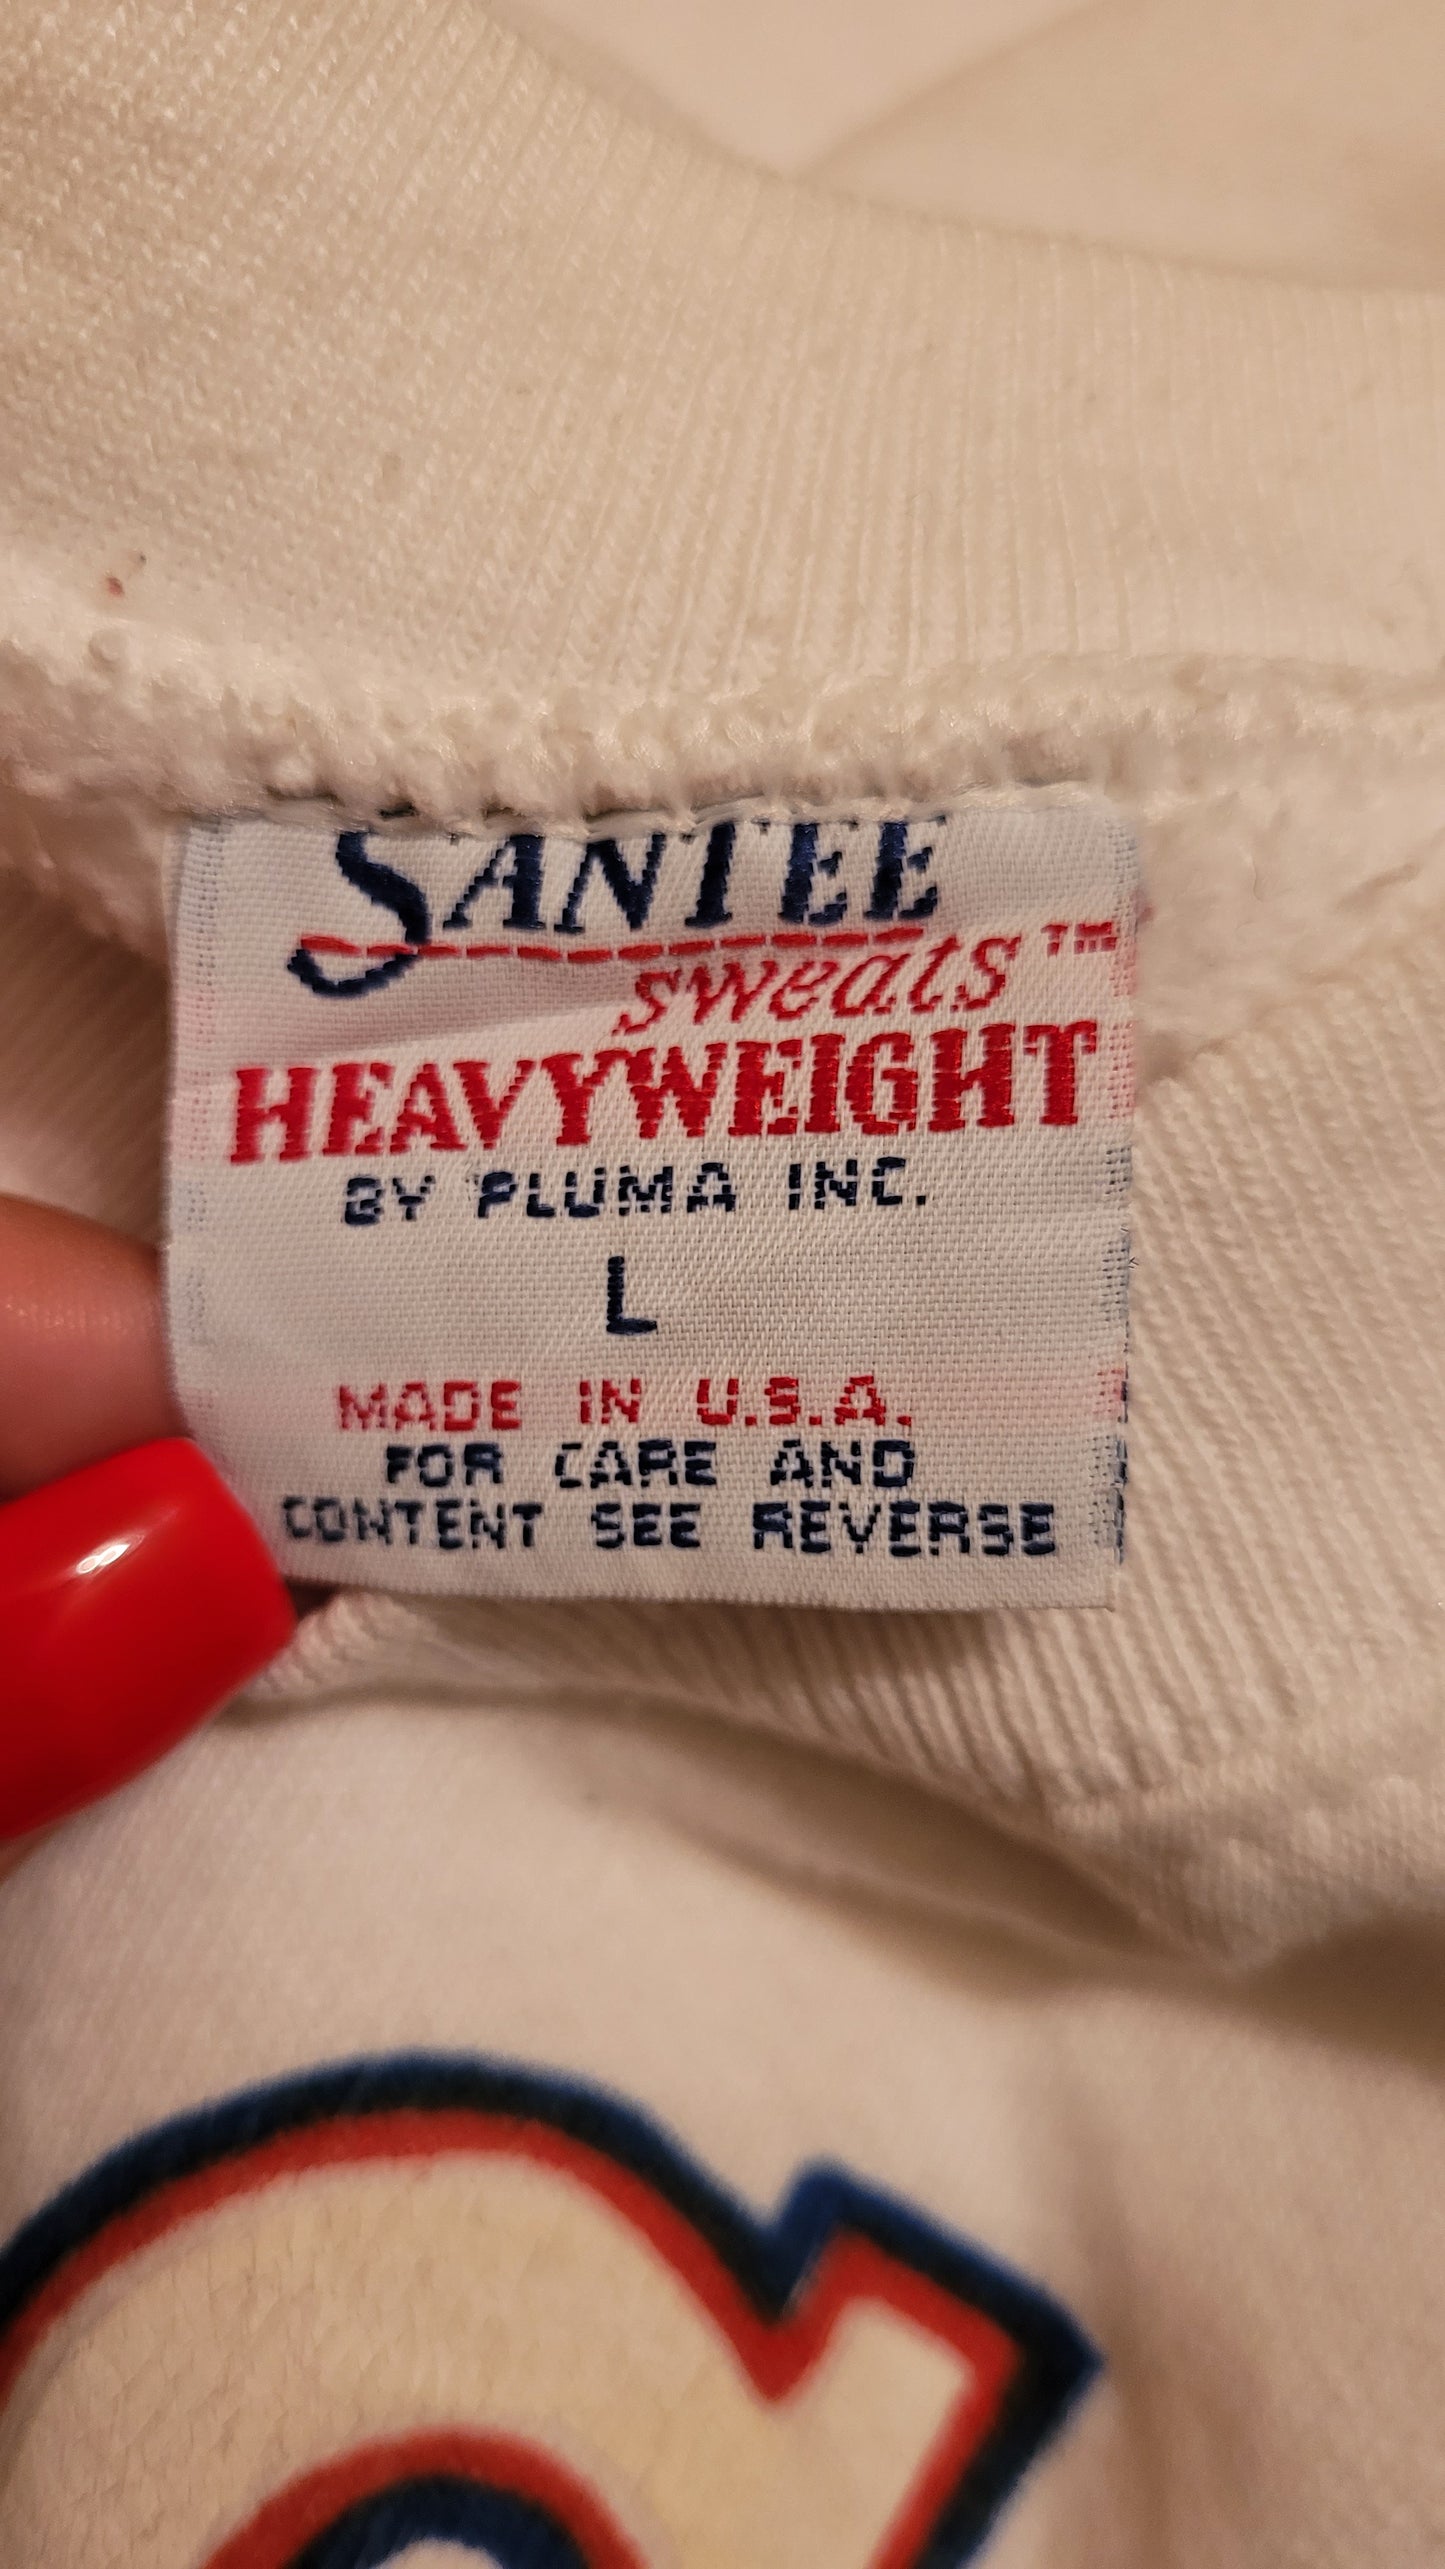 SANTEE
sweats™
HEAVYWEIGHT
BY PLUMA INC.
L
MADE IN U.S.A.
FOR CARE AND
CONTENT SEE REVERSE